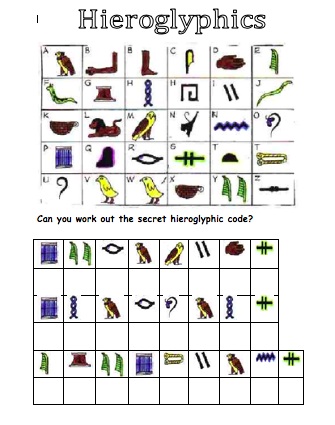 Hieroglyphics
A B B C D E
F G H H I J
K L M N N O
P Q R S T T
U V W X Y Z
Can you work out the secret hieroglyphic code?